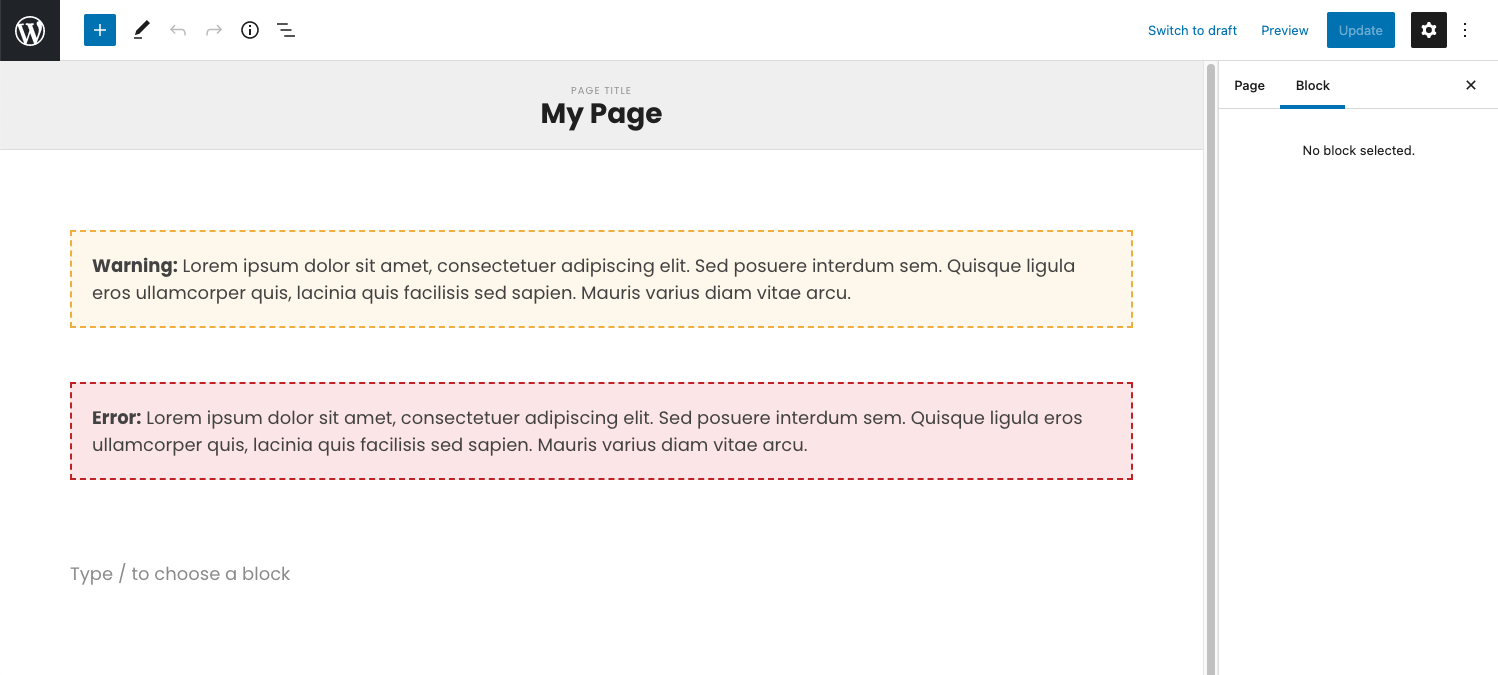 Switch to draft
Preview
Update
PAGE TITLE
My Page
Page
Block
No block selected.
Warning: Lorem ipsum dolor sit amet, consectetuer adipiscing elit. Sed posuere interdum sem. Quisque ligula
eros ullamcorper quis, lacinia quis facilisis sed sapien. Mauris varius diam vitae arcu.
Error: Lorem ipsum dolor sit amet, consectetuer adipiscing elit. Sed posuere interdum sem. Quisque ligula eros
ullamcorper quis, lacinia quis facilisis sed sapien. Mauris varius diam vitae arcu.
Type / to choose a block